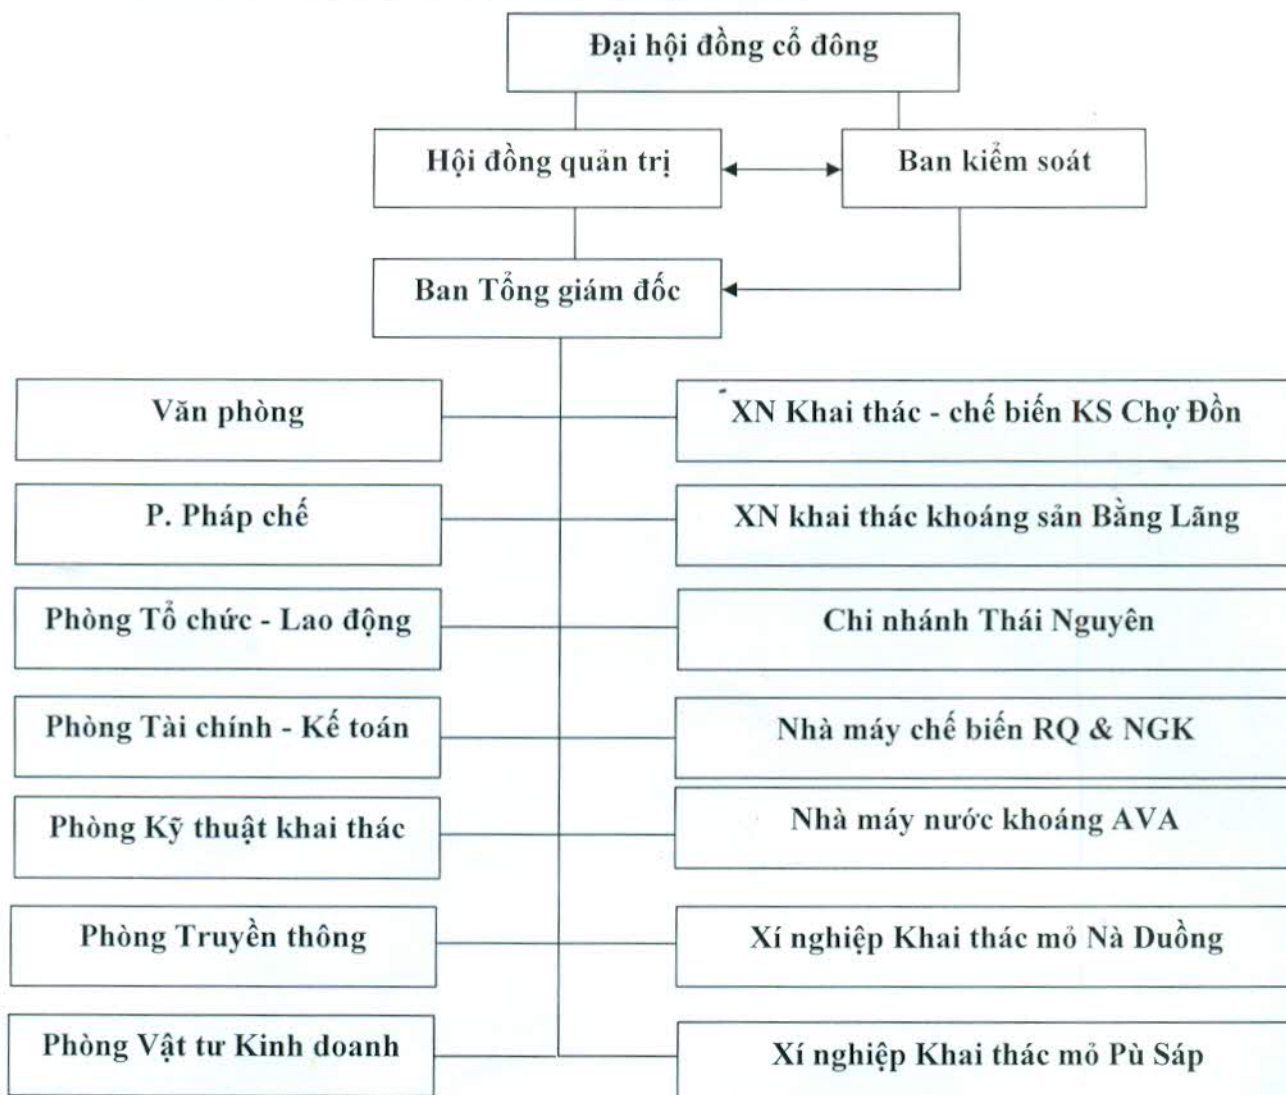 Đại hội đồng cổ đông
Hội đồng quản trị
Ban kiểm soát
Ban Tổng giám đốc
Văn phòng
XN Khai thác - chế biến KS Chợ Đồn
P. Pháp chế
XN khai thác khoáng sản Bằng Lãng
Phòng Tổ chức - Lao động
Chi nhánh Thái Nguyên
Phòng Tài chính - Kế toán
Nhà máy chế biến RQ & NGK
Phòng Kỹ thuật khai thác
Nhà máy nước khoáng AVA
Phòng Truyền thông
Xí nghiệp Khai thác mỏ Nà Duồng
Phòng Vật tư Kinh doanh
Xí nghiệp Khai thác mỏ Pù Sáp